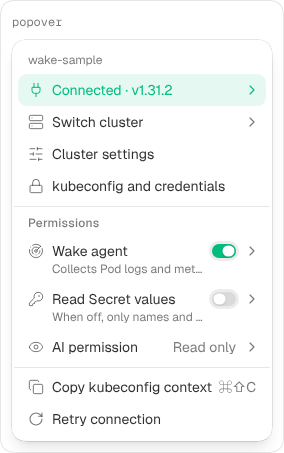 popover
wake-sample
Connected · v1.31.2
Switch cluster
Cluster settings
kubeconfig and credentials
Permissions
Wake agent
Collects Pod logs and met…
Read Secret values
When off, only names and …
AI permission Read only
Copy kubeconfig context ⌘⇧C
Retry connection